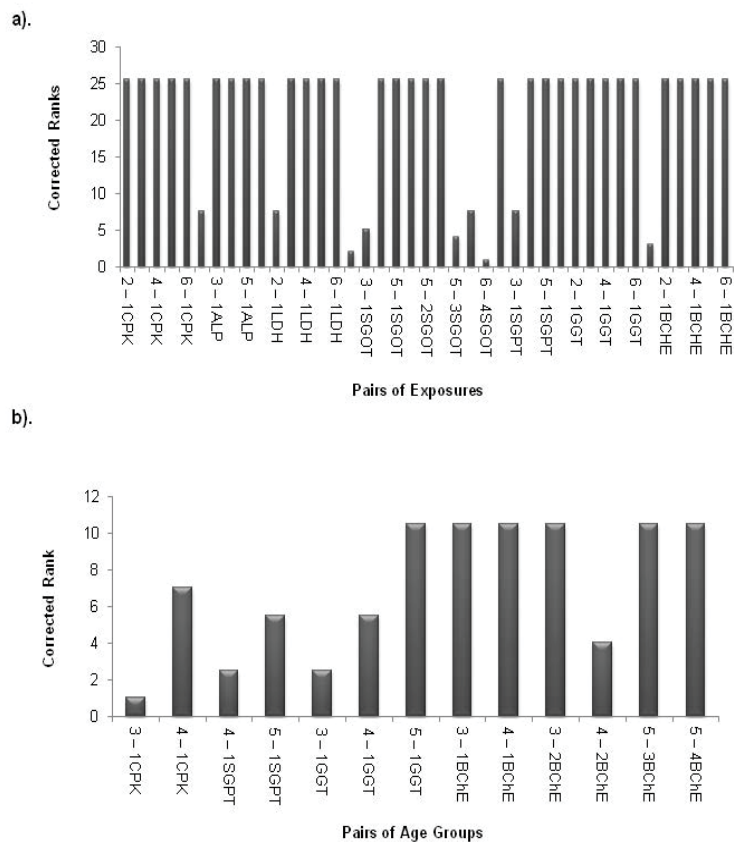 a).
30
25
20
15
10
5
0
Corrected Ranks
2 – 1CPK
4 – 1CPK
6 – 1CPK
3 – 1ALP
5 – 1ALP
2 – 1LDH
4 – 1LDH
6 – 1LDH
3 – 1SGOT
5 – 1SGOT
5 – 2SGOT
5 – 3SGOT
6 – 4SGOT
3 – 1SGPT
5 – 1SGPT
2 – 1GGT
4 – 1GGT
6 – 1GGT
2 – 1BCHE
4 – 1BCHE
6 – 1BCHE
Pairs of Exposures
b).
12
10
8
6
4
2
0
Corrected Rank
3 – 1CPK
4 – 1CPK
4 – 1SGPT
5 – 1SGPT
3 – 1GGT
4 – 1GGT
5 – 1GGT
3 – 1BChE
4 – 1BChE
3 – 2BChE
4 – 2BChE
5 – 3BChE
5 – 4BChE
Pairs of Age Groups